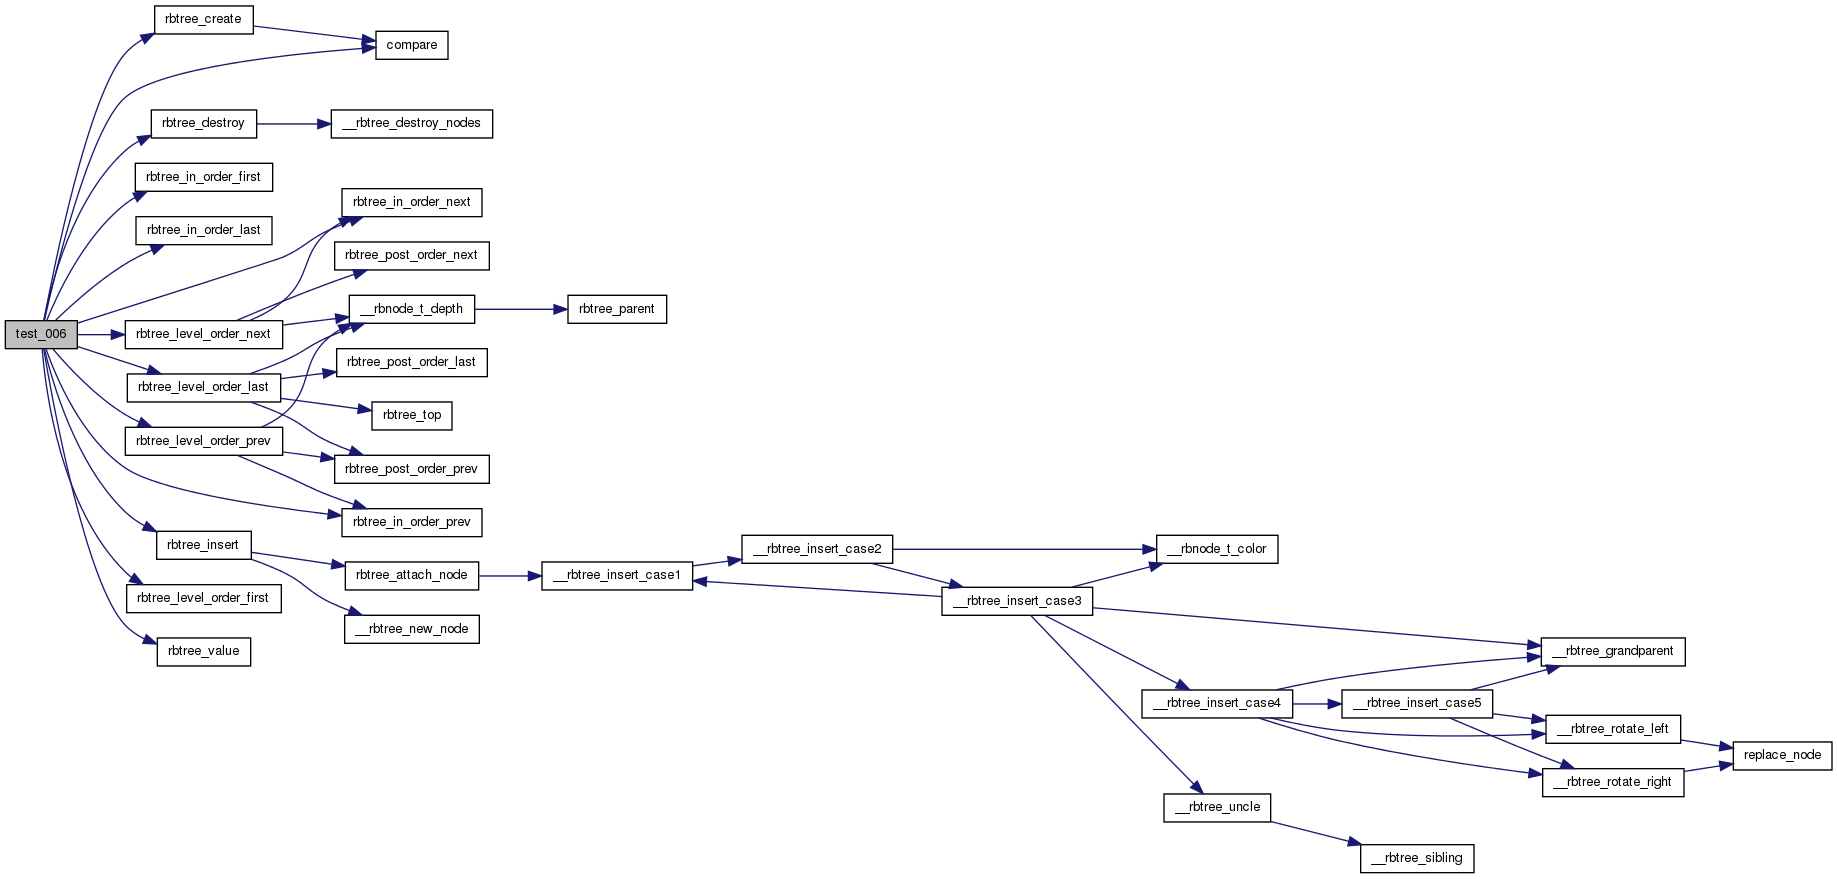 rbtree_create
compare
rbtree_destroy
__rbtree_destroy_nodes
rbtree_in_order_first
rbtree_in_order_next
rbtree_in_order_last
rbtree_post_order_next
__rbnode_t_depth
rbtree_parent
test_006
rbtree_level_order_next
rbtree_post_order_last
rbtree_level_order_last
rbtree_top
rbtree_level_order_prev
rbtree_post_order_prev
rbtree_in_order_prev
rbtree_insert
__rbtree_insert_case2
__rbnode_t_color
rbtree_attach_node
__rbtree_insert_case1
rbtree_level_order_first
__rbtree_insert_case3
__rbtree_new_node
rbtree_value
__rbtree_grandparent
__rbtree_insert_case4
__rbtree_insert_case5
__rbtree_rotate_left
replace_node
__rbtree_rotate_right
__rbtree_uncle
__rbtree_sibling